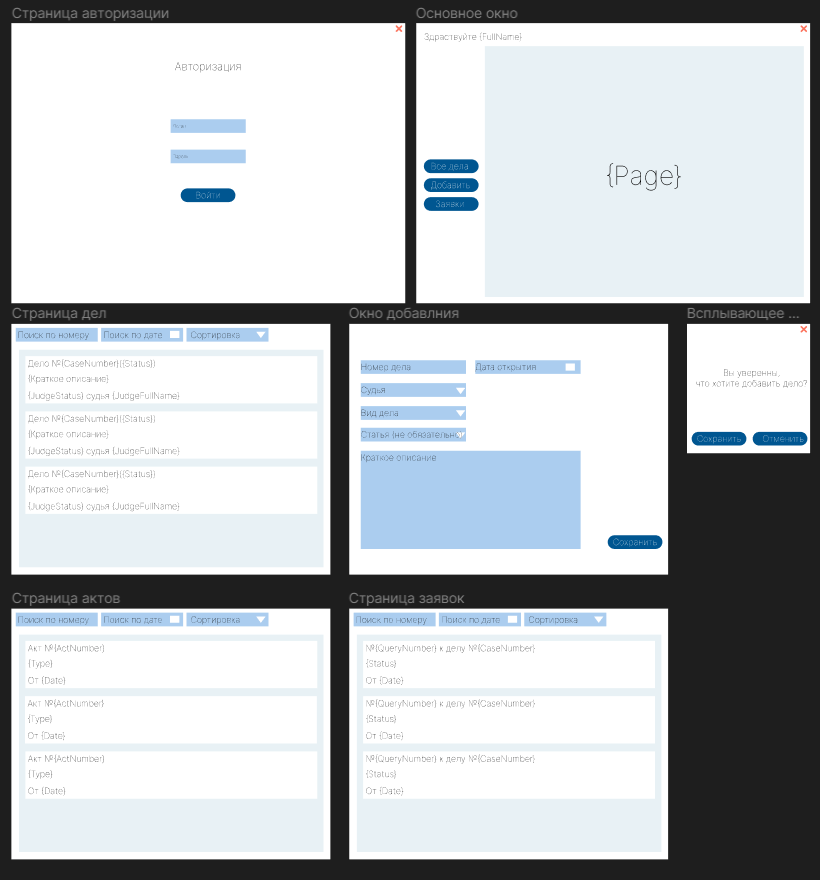 Страница авторизации
Авторизация
Войти
Основное окно
Здраствуйте {FullName}
Все дела
Добавить
Заявки
{Page}
Страница дел
Поиск по номеру
Поиск по дате
Сортировка
Дело №{CaseNumber}({Status})
{Краткое описание}
{JudgeStatus} судья {JudgeFullName}
Дело №{CaseNumber}({Status})
{Краткое описание}
{JudgeStatus} судья {JudgeFullName}
Дело №{CaseNumber}({Status})
{Краткое описание}
{JudgeStatus} судья {JudgeFullName}
Окно добавлния
Номер дела
Дата открытия
Судья
Вид дела
Статья (не обязательно
Краткое описание
Сохранить
Всплывающее ...
Вы уверенны,
что хотите добавить дело?
Сохранить
Отменить
Страница актов
Поиск по номеру
Поиск по дате
Сортировка
Акт №{ActNumber}
{Type}
От {Date}
Акт №{ActNumber}
{Type}
От {Date}
Акт №{ActNumber}
{Type}
От {Date}
Страница заявок
Поиск по номеру
Поиск по дате
Сортировка
№{QueryNumber} к делу №{CaseNumber}
{Status}
От {Date}
№{QueryNumber} к делу №{CaseNumber}
{Status}
От {Date}
№{QueryNumber} к делу №{CaseNumber}
{Status}
От {Date}